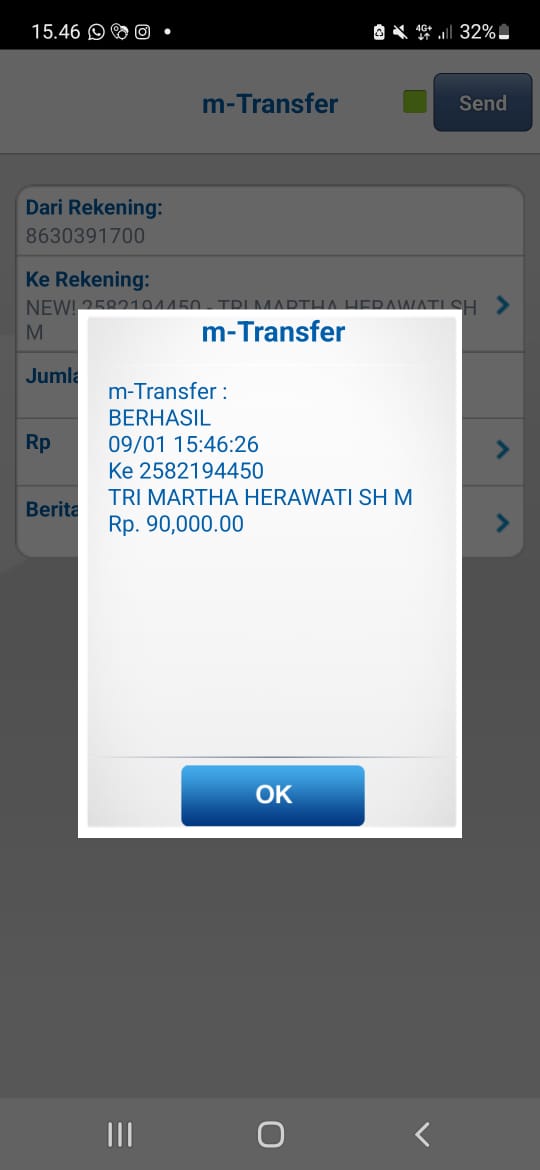 15.46
4G+
32%
m-Transfer
Send
Dari Rekening:
8630391700
Ke Rekening:
NEW! 2582194450 - TRI MARTHA HERAWATI SH
M
Jumla
Rp
Berita
m-Transfer
m-Transfer :
BERHASIL
09/01 15:46:26
Ke 2582194450
TRI MARTHA HERAWATI SH M
Rp. 90,000.00
OK